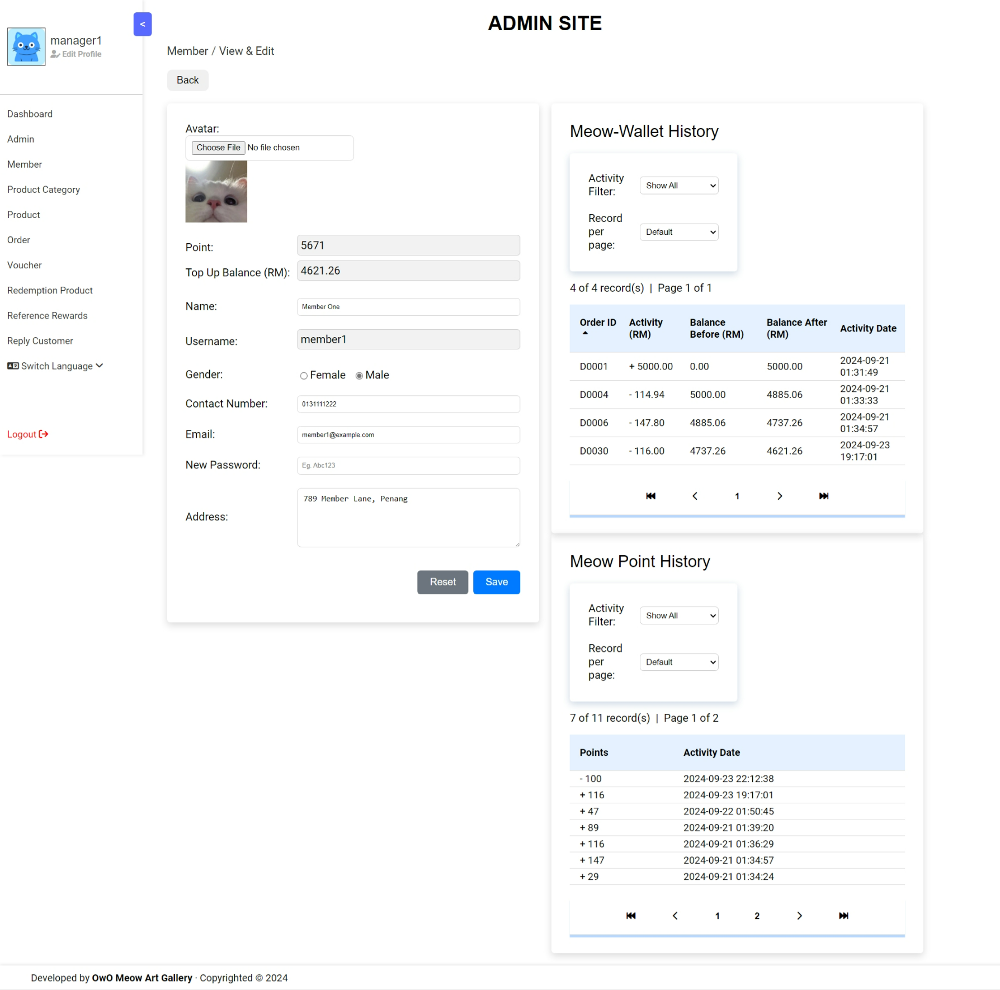 <
ADMIN SITE
manager1
Edit Profile
Member / View & Edit
Back
Dashboard
Admin
Member
Product Category
Product
Order
Voucher
Redemption Product
Reference Rewards
Reply Customer
AZ Switch Language
Logout
Avatar:
Choose File No file chosen
Point: 5671
Top Up Balance (RM): 4621.26
Name: Member One
Username: member1
Gender: Female Male
Contact Number: 0131111222
Email: member1@example.com
New Password: Eg. Abc123
Address: 789 Member Lane, Penang
Reset Save
Meow-Wallet History
Activity
Filter:
Show All
Record
per
page:
Default
4 of 4 record(s) | Page 1 of 1
Order ID Activity (RM) Balance Before (RM) Balance After (RM) Activity Date
D0001 + 5000.00 0.00 5000.00 2024-09-21 01:31:49
D0004 - 114.94 5000.00 4885.06 2024-09-21 01:33:33
D0006 - 147.80 4885.06 4737.26 2024-09-21 01:34:57
D0030 - 116.00 4737.26 4621.26 2024-09-23 19:17:01
1
Meow Point History
Activity
Filter:
Show All
Record
per
page:
Default
7 of 11 record(s) | Page 1 of 2
Points Activity Date
- 100 2024-09-23 22:12:38
+ 116 2024-09-23 19:17:01
+ 47 2024-09-22 01:50:45
+ 89 2024-09-21 01:39:20
+ 116 2024-09-21 01:36:29
+ 147 2024-09-21 01:34:57
+ 29 2024-09-21 01:34:24
1 2
Developed by OwO Meow Art Gallery · Copyrighted © 2024